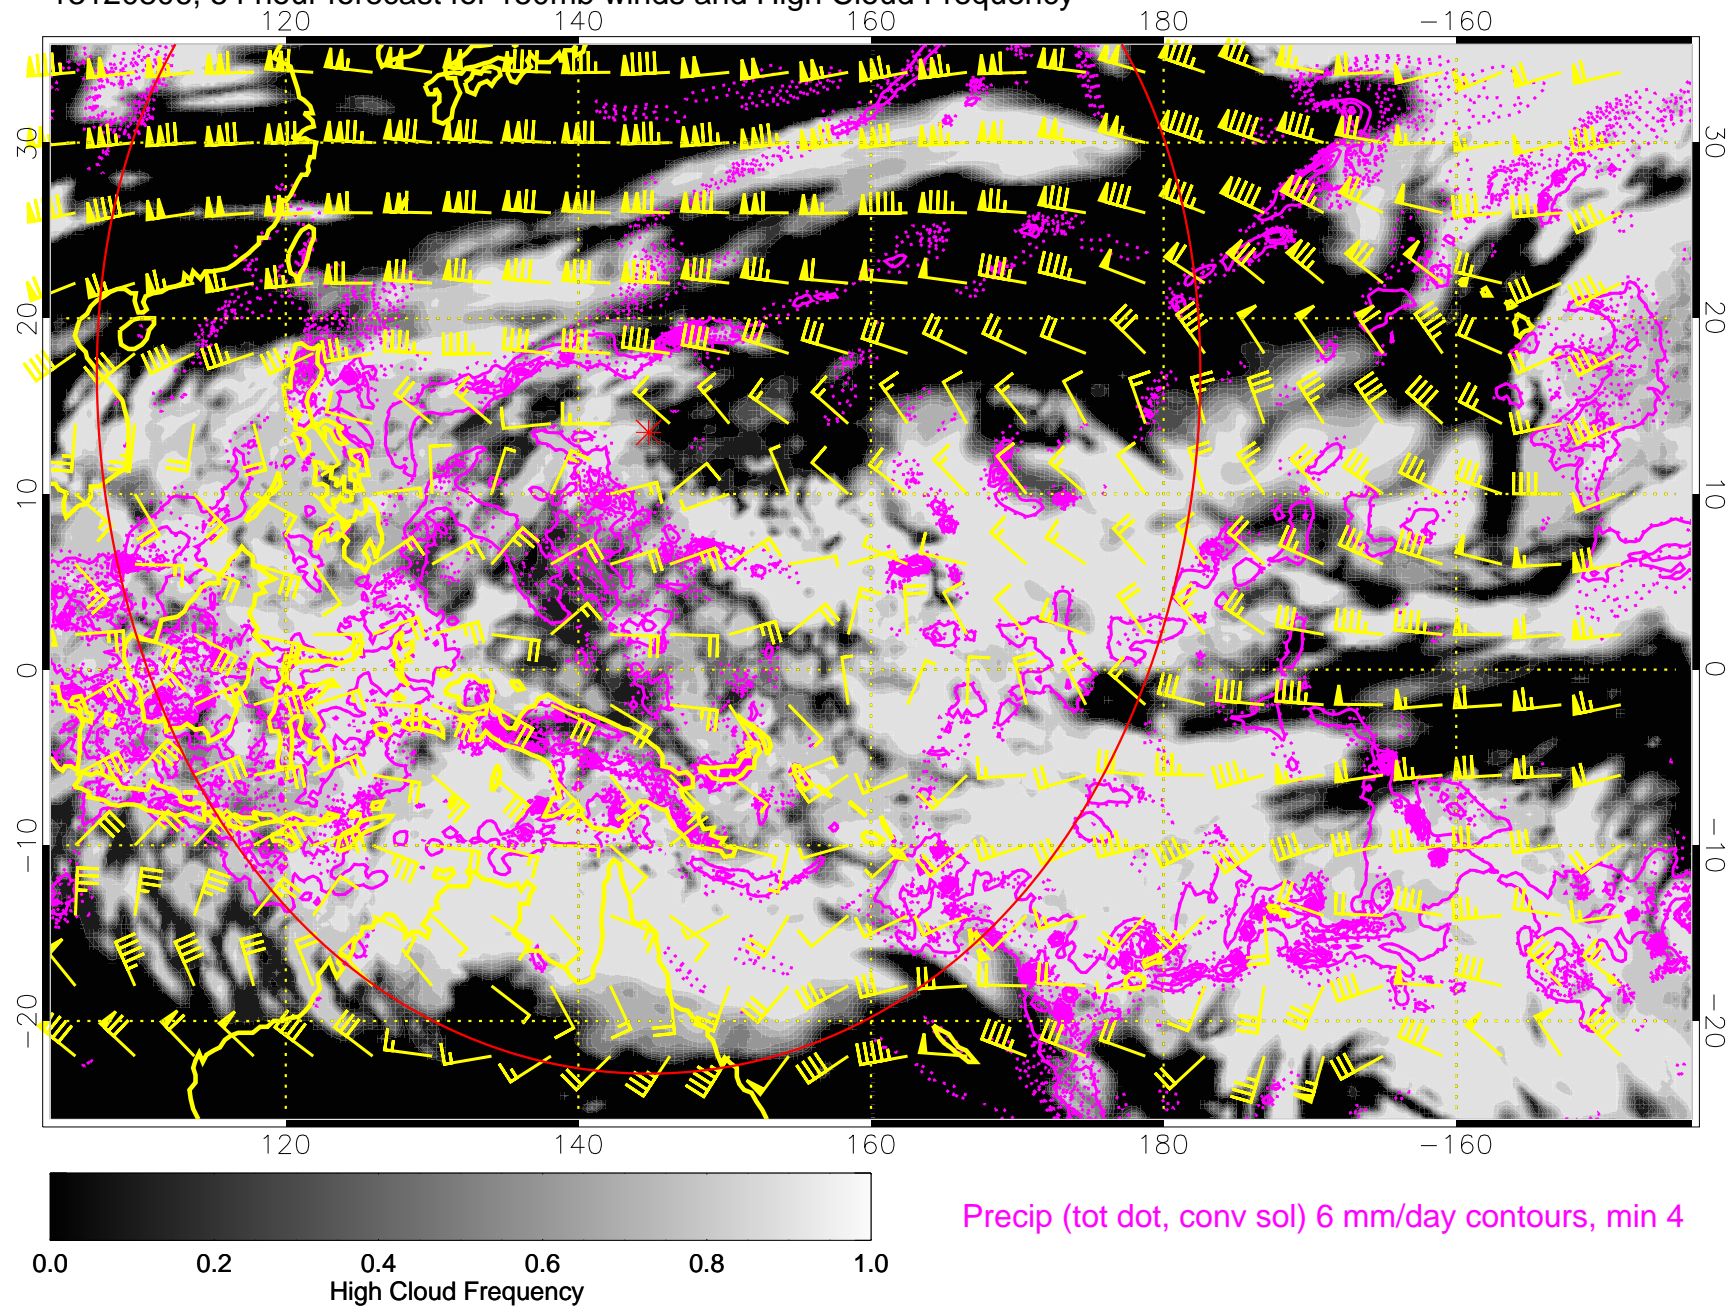 120 140 160 180 −160
30 30
20 20
10 10
0 0
−10 −10
−20 −20
120 140 160 180 −160
0.0 0.2 0.4 0.6 0.8 1.0
High Cloud Frequency
Precip (tot dot, conv sol) 6 mm/day contours, min 4